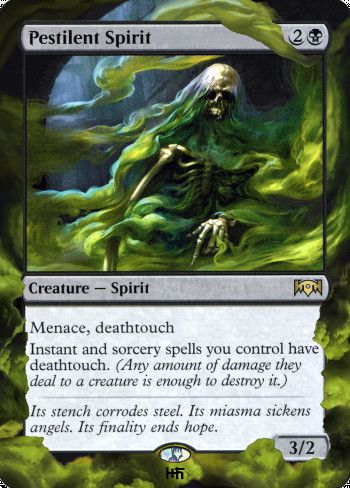 Pestilent Spirit 2
Creature — Spirit
Menace, deathtouch
Instant and sorcery spells you control have
deathtouch. (Any amount of damage they
deal to a creature is enough to destroy it.)
Its stench corrodes steel. Its miasma sickens
angels. Its finality ends hope.
3/2